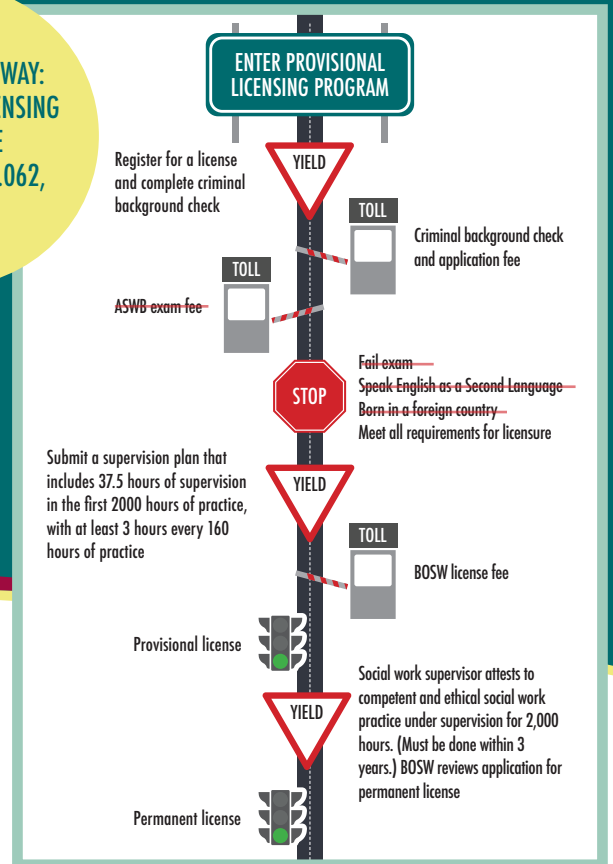 WAY:
ENSING
E
.062,
ENTER PROVISIONAL
LICENSING PROGRAM
YIELD
Register for a license
and complete criminal
background check
TOLL
Criminal background check
and application fee
TOLL
ASWB exam fee
STOP
Fail exam
Speak English as a Second Language
Born in a foreign country
Meet all requirements for licensure
Submit a supervision plan that
includes 37.5 hours of supervision
in the first 2000 hours of practice,
with at least 3 hours every 160
hours of practice
YIELD
TOLL
BOSW license fee
Provisional license
YIELD
Social work supervisor attests to
competent and ethical social work
practice under supervision for 2,000
hours. (Must be done within 3
years.) BOSW reviews application for
permanent license
Permanent license